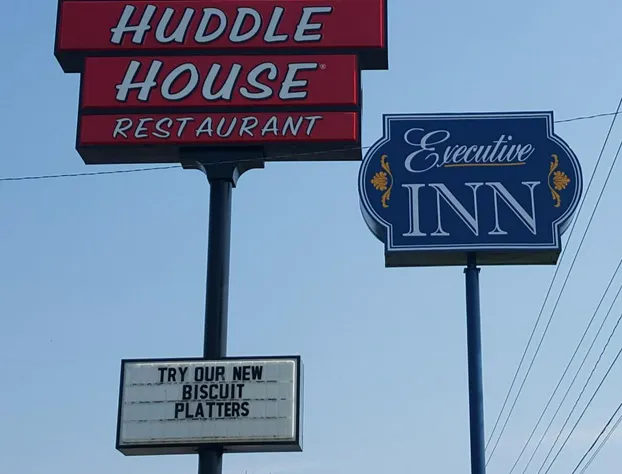 HUDDLE
HOUSE®
RESTAURANT
Executive
INN
TRY OUR NEW
BISCUIT
PLATTERS